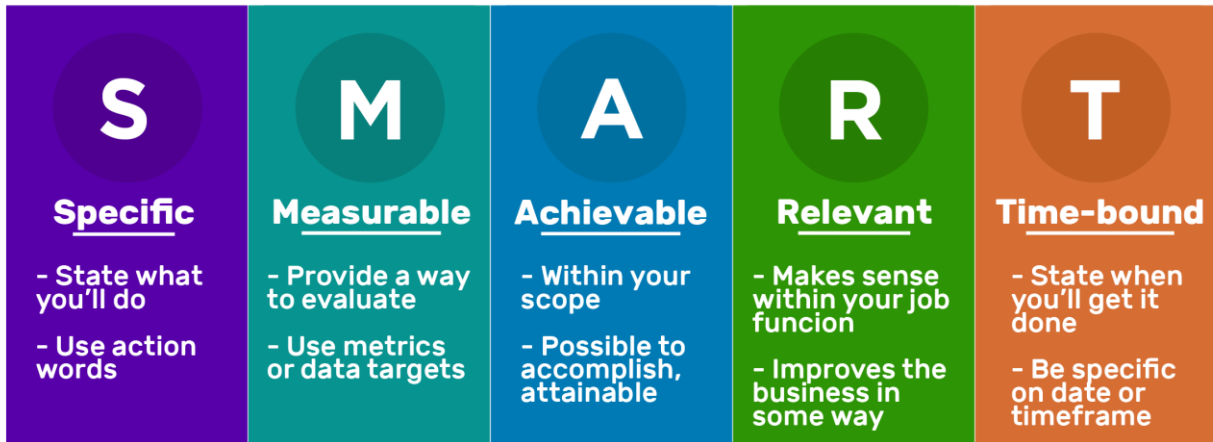 S
Specific
- State what
you'll do
- Use action
words
M
Measurable
- Provide a way
to evaluate
- Use metrics
or data targets
A
Achievable
- Within your
scope
- Possible to
accomplish,
attainable
R
Relevant
- Makes sense
within your job
funcion
- Improves the
business in
some way
T
Time-bound
- State when
you'll get it
done
- Be specific
on date or
timeframe